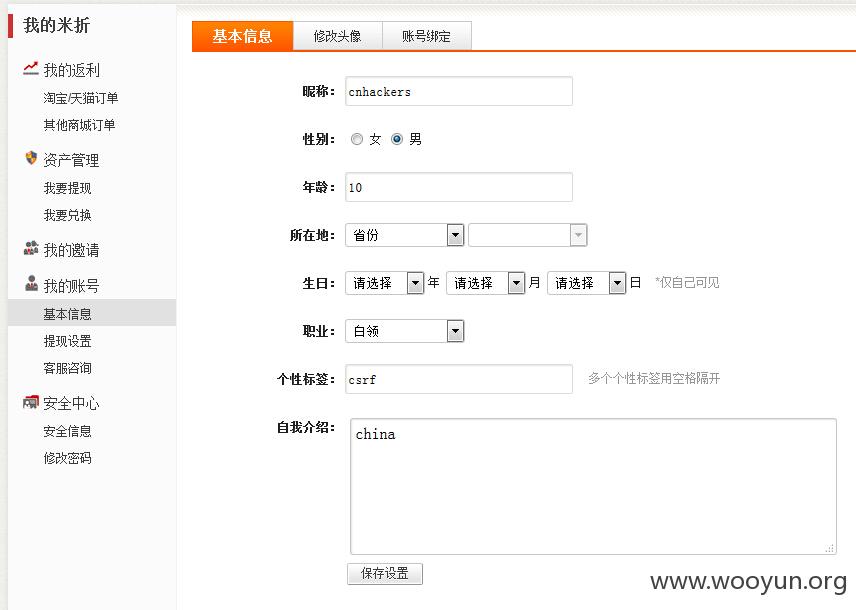 我的米折
我的返利
淘宝/天猫订单
其他商城订单
资产管理
我要提现
我要兑换
我的邀请
我的账号
基本信息
提现设置
客服咨询
安全中心
安全信息
修改密码
基本信息 修改头像 账号绑定
昵称： cnhackers
性别： 女 男
年龄： 10
所在地： 省份
生日： 请选择 年 请选择 月 请选择 日 *仅自己可见
职业： 白领
个性标签： csrf 多个个性标签用空格隔开
自我介绍： china
保存设置
www.wooyun.org